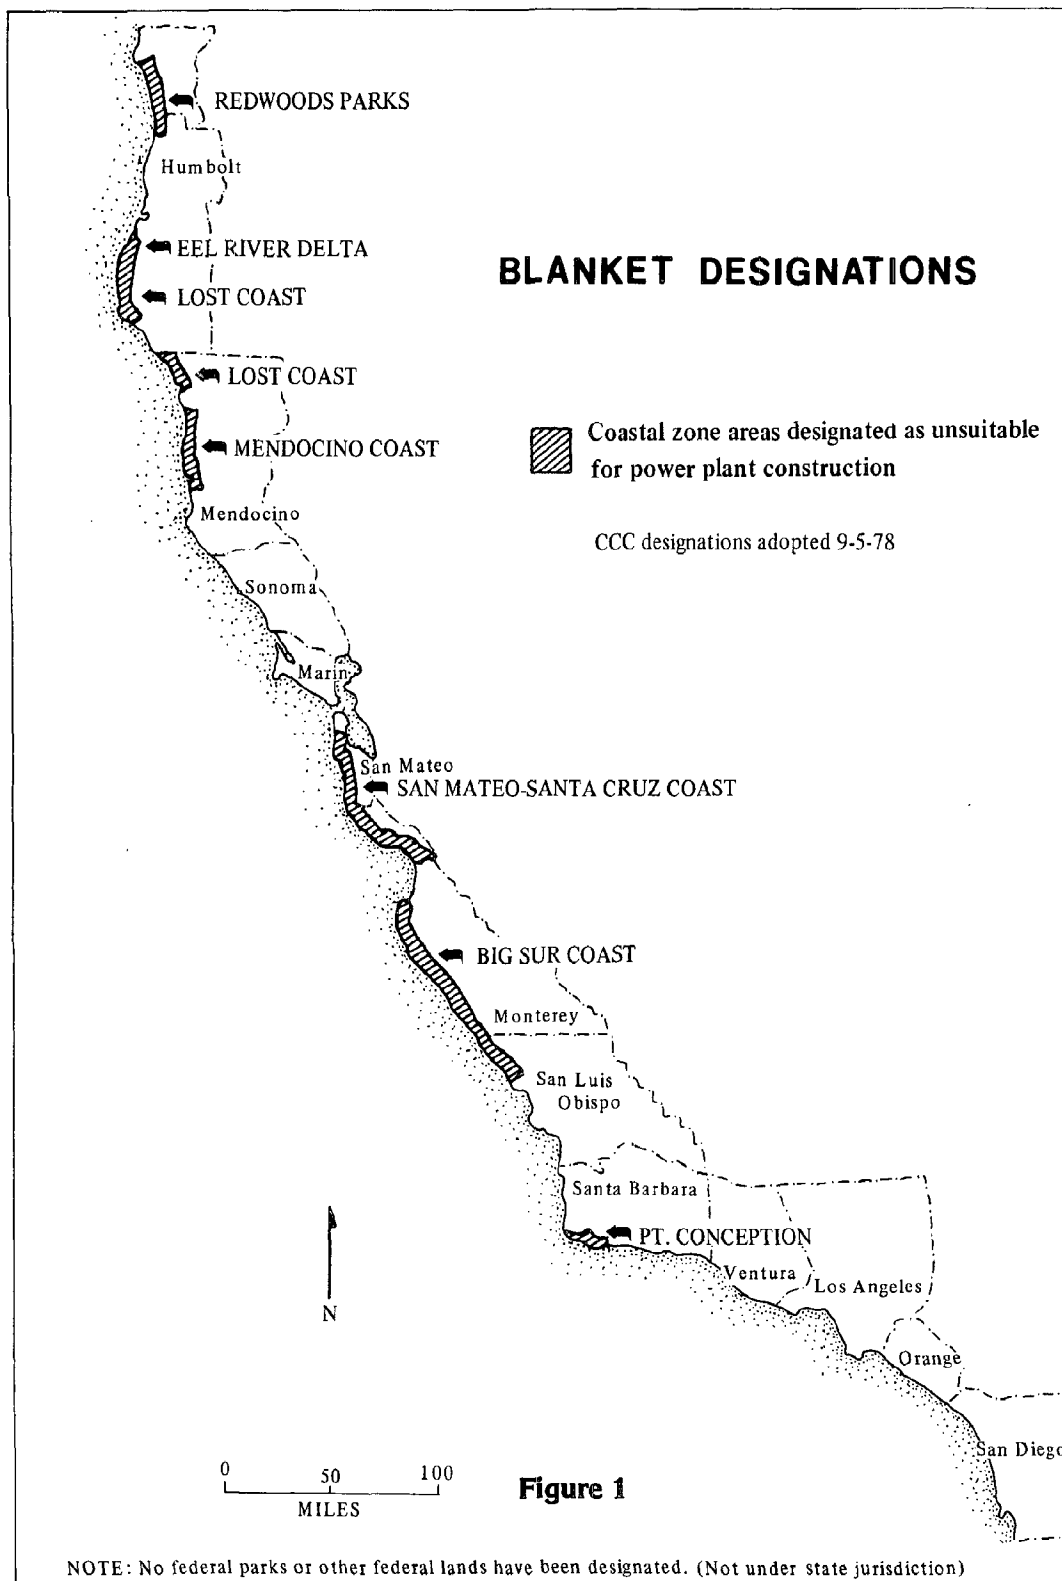 REDWOODS PARKS
Humbolt
EEL RIVER DELTA
BLANKET DESIGNATIONS
LOST COAST
LOST COAST
Coastal zone areas designated as unsuitable
for power plant construction
MENDOCINO COAST
Mendocino
CCC designations adopted 9-5-78
Sonoma
Marin
San Mateo
SAN MATEO-SANTA CRUZ COAST
BIG SUR COAST
Monterey
San Luis
Obispo
Santa Barbara
PT. CONCEPTION
Ventura
Los Angeles
N
Orange
San Diego
0 50 100
MILES
Figure 1
NOTE: No federal parks or other federal lands have been designated. (Not under state jurisdiction)